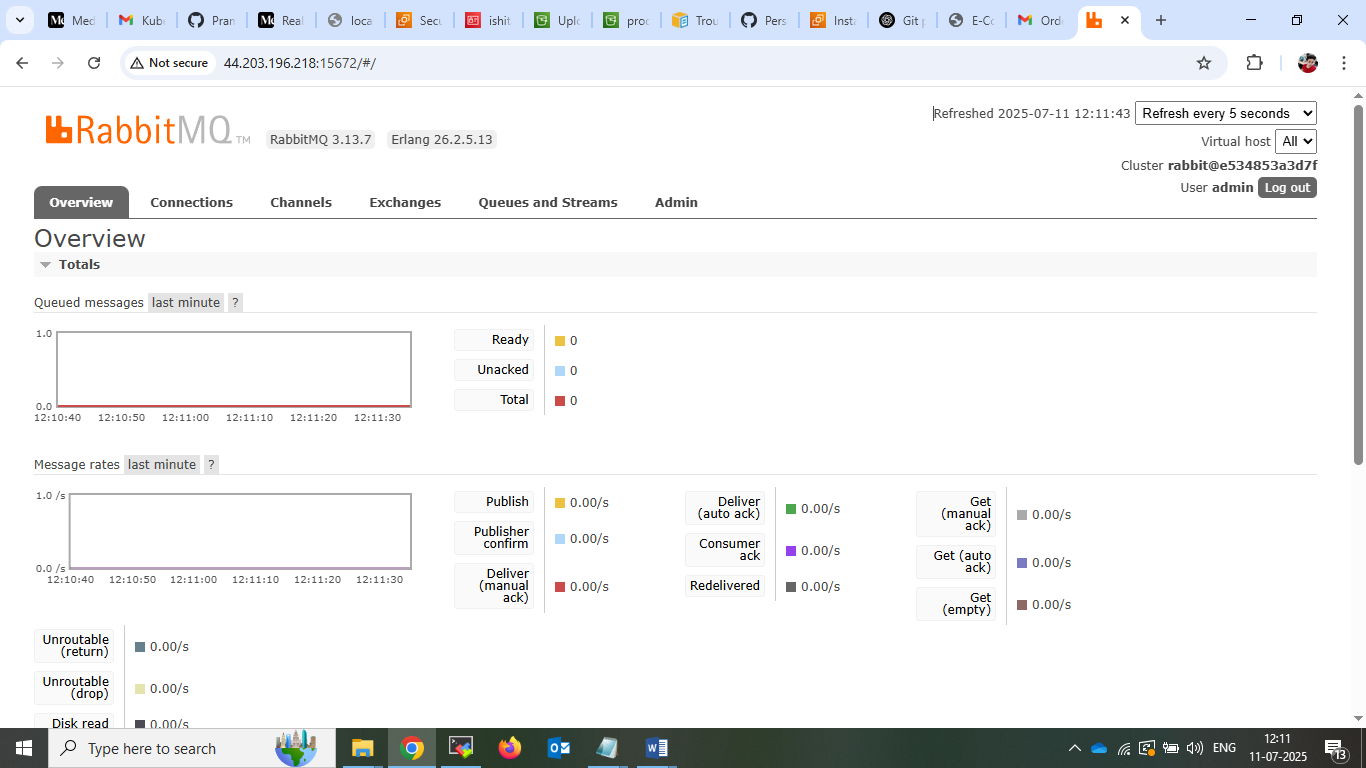 Med
Kube
Pran
Real
loca
Secu
ishit
Uplo
proc
Trou
Pers
Insta
Git p
E-Co
Orde
Not secure
44.203.196.218:15672/#/
RabbitMQ TM
RabbitMQ 3.13.7
Erlang 26.2.5.13
Refreshed 2025-07-11 12:11:43
Refresh every 5 seconds
Virtual host
All
Cluster rabbit@e534853a3d7f
User admin
Log out
Overview
Connections
Channels
Exchanges
Queues and Streams
Admin
Overview
Totals
Queued messages last minute ?
1.0
0.0
12:10:40 12:10:50 12:11:00 12:11:10 12:11:20 12:11:30
Ready 0
Unacked 0
Total 0
Message rates last minute ?
1.0 /s
0.0 /s
12:10:40 12:10:50 12:11:00 12:11:10 12:11:20 12:11:30
Publish 0.00/s
Publisher
confirm 0.00/s
Deliver
(manual
ack) 0.00/s
Deliver
(auto ack) 0.00/s
Consumer
ack 0.00/s
Redelivered 0.00/s
Get
(manual
ack) 0.00/s
Get (auto
ack) 0.00/s
Get
(empty) 0.00/s
Unroutable
(return) 0.00/s
Unroutable
(drop) 0.00/s
Disk read 0.00/s
Type here to search
ENG
12:11
11-07-2025
13